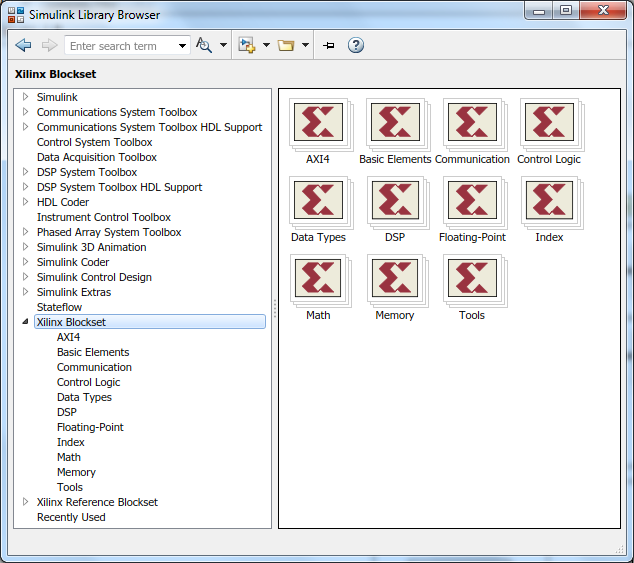 Simulink Library Browser
Enter search term
Xilinx Blockset
Simulink
Communications System Toolbox
Communications System Toolbox HDL Support
Control System Toolbox
Data Acquisition Toolbox
DSP System Toolbox
DSP System Toolbox HDL Support
HDL Coder
Instrument Control Toolbox
Phased Array System Toolbox
Simulink 3D Animation
Simulink Coder
Simulink Control Design
Simulink Extras
Stateflow
Xilinx Blockset
AXI4
Basic Elements
Communication
Control Logic
Data Types
DSP
Floating-Point
Index
Math
Memory
Tools
Xilinx Reference Blockset
Recently Used
AXI4 Basic Elements Communication Control Logic
Data Types DSP Floating-Point Index
Math Memory Tools